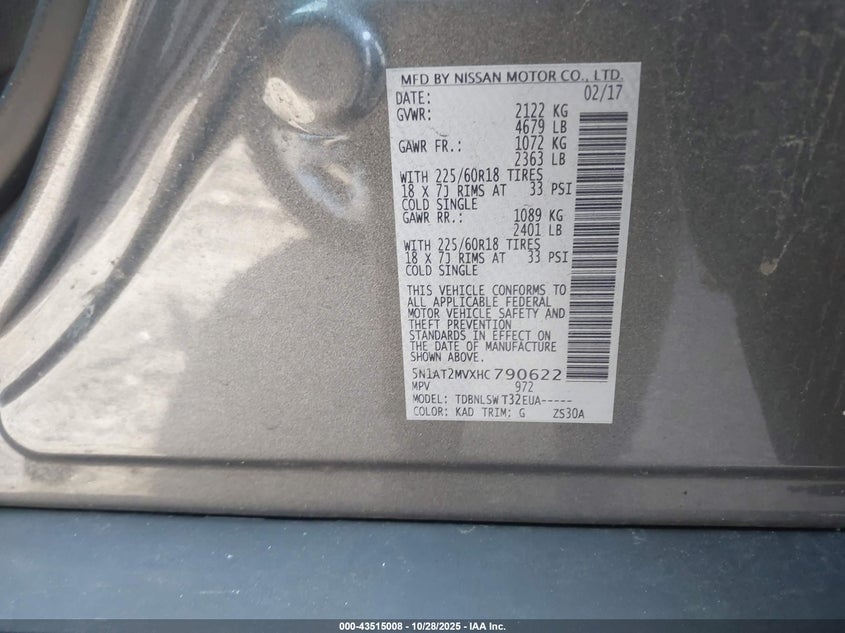 MFD BY NISSAN MOTOR CO., LTD.
DATE: 02/17
GVWR: 2122 KG
4679 LB
GAWR FR.: 1072 KG
2363 LB
WITH 225/60R18 TIRES
18 X 7J RIMS AT 33 PSI
COLD SINGLE
GAWR RR.: 1089 KG
2401 LB
WITH 225/60R18 TIRES
18 X 7J RIMS AT 33 PSI
COLD SINGLE
THIS VEHICLE CONFORMS TO
ALL APPLICABLE FEDERAL
MOTOR VEHICLE SAFETY AND
THEFT PREVENTION
STANDARDS IN EFFECT ON
THE DATE OF MANUFACTURE
SHOWN ABOVE.
5N1AT2MVXHC790622
MPV 972
MODEL: TDBNLSW T32EUA-----
COLOR: KAD TRIM: G ZS30A
000-43515008 | 10/28/2025 - IAA Inc.